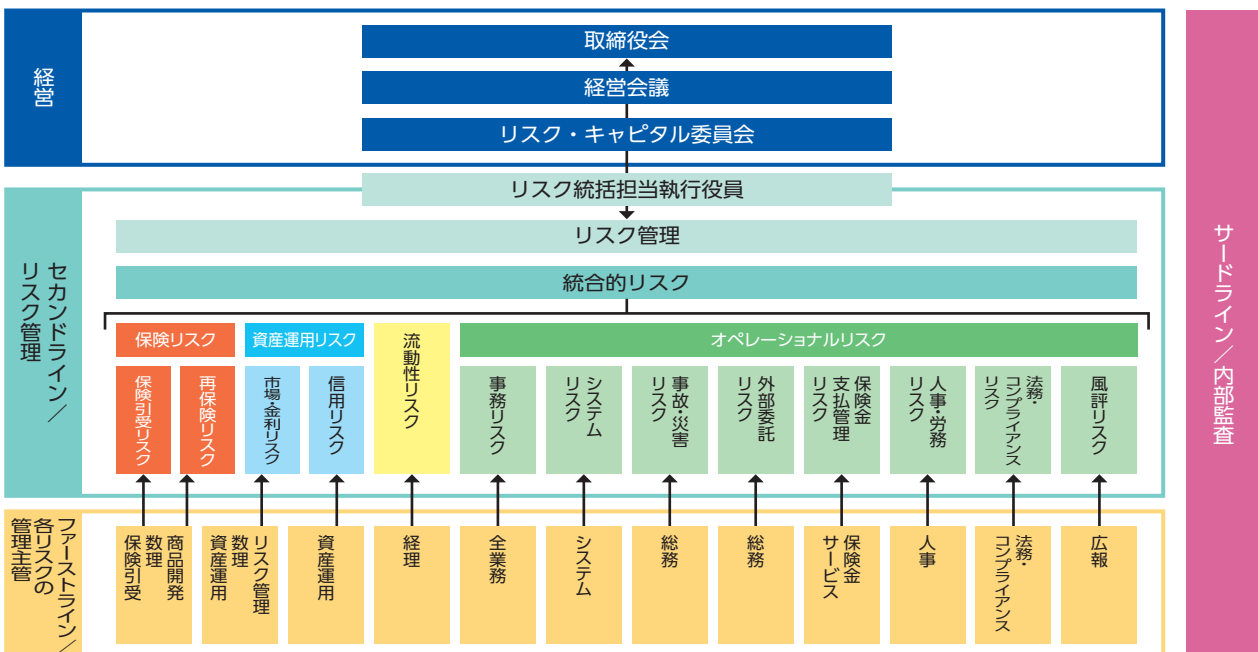 経営
取締役会
経営会議
リスク・キャピタル委員会
セカンドライン／
リスク管理
リスク統括担当執行役員
リスク管理
統合的リスク
保険リスク
資産運用リスク
流動性リスク
オペレーショナルリスク
保険引受リスク
再保険リスク
市場・金利リスク
信用リスク
事務リスク
システム
リスク
事故・災害
リスク
外部委託
リスク
保険金
支払管理
リスク
人事・労務
リスク
法務・
コンプライアンス
リスク
風評リスク
ファーストライン／
各リスクの
管理主管
商品開発
数理
保険引受
リスク管理
数理
資産運用
資産運用
経理
全業務
システム
総務
総務
保険金
サービス
人事
法務・
コンプライアンス
広報
サードライン／内部監査